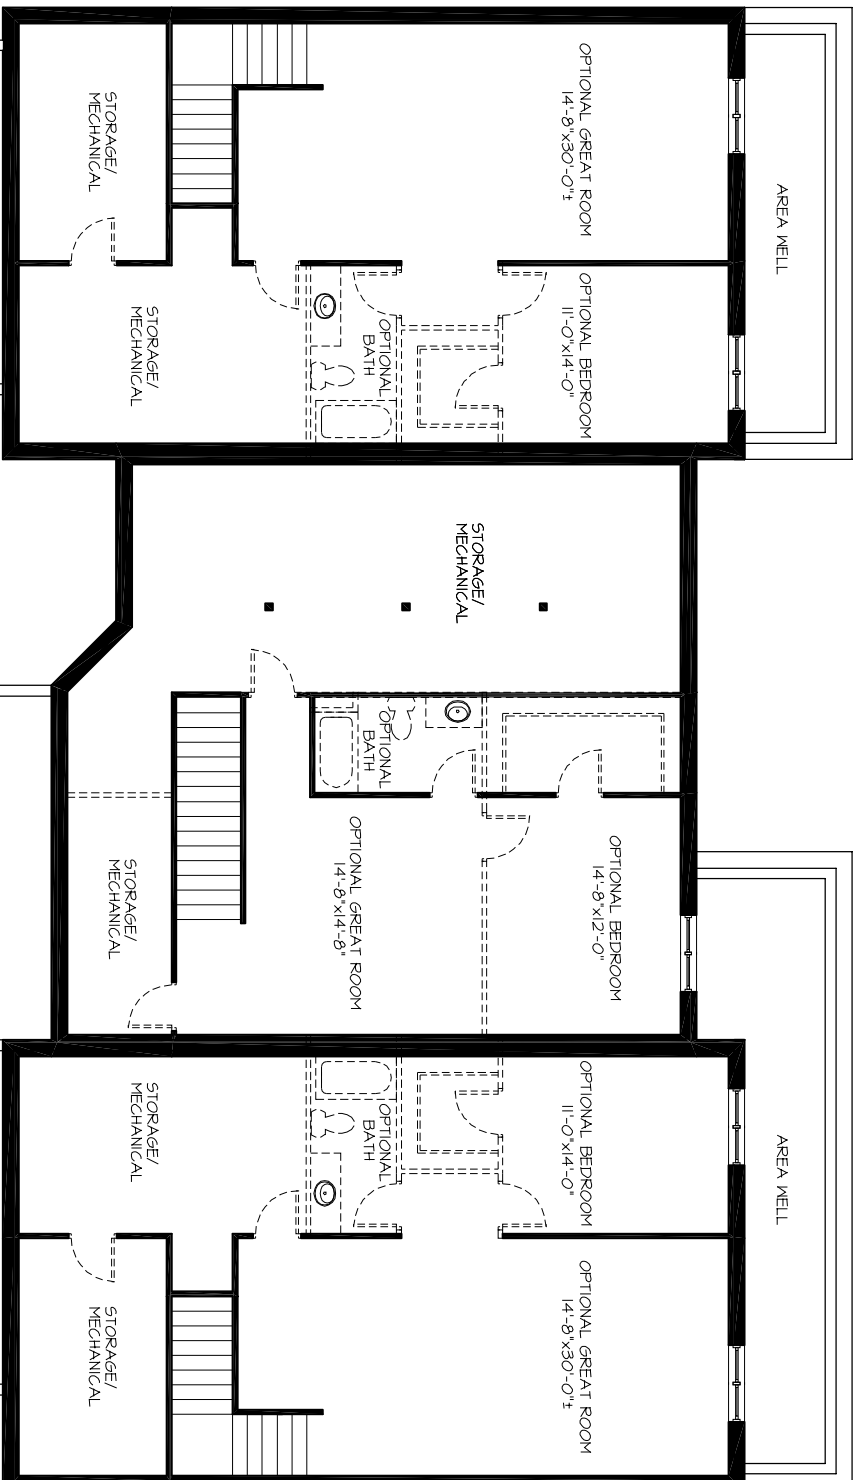 STORAGE/
MECHANICAL
OPTIONAL GREAT ROOM
14'-8"x30'-0"±
AREA WELL
STORAGE/
MECHANICAL
OPTIONAL
BATH
OPTIONAL BEDROOM
11'-0"x14'-0"
STORAGE/
MECHANICAL
OPTIONAL
BATH
STORAGE/
MECHANICAL
OPTIONAL GREAT ROOM
14'-8"x14'-8"
OPTIONAL BEDROOM
14'-8"x12'-0"
STORAGE/
MECHANICAL
OPTIONAL
BATH
OPTIONAL BEDROOM
11'-0"x14'-0"
AREA WELL
STORAGE/
MECHANICAL
OPTIONAL GREAT ROOM
14'-8"x30'-0"±